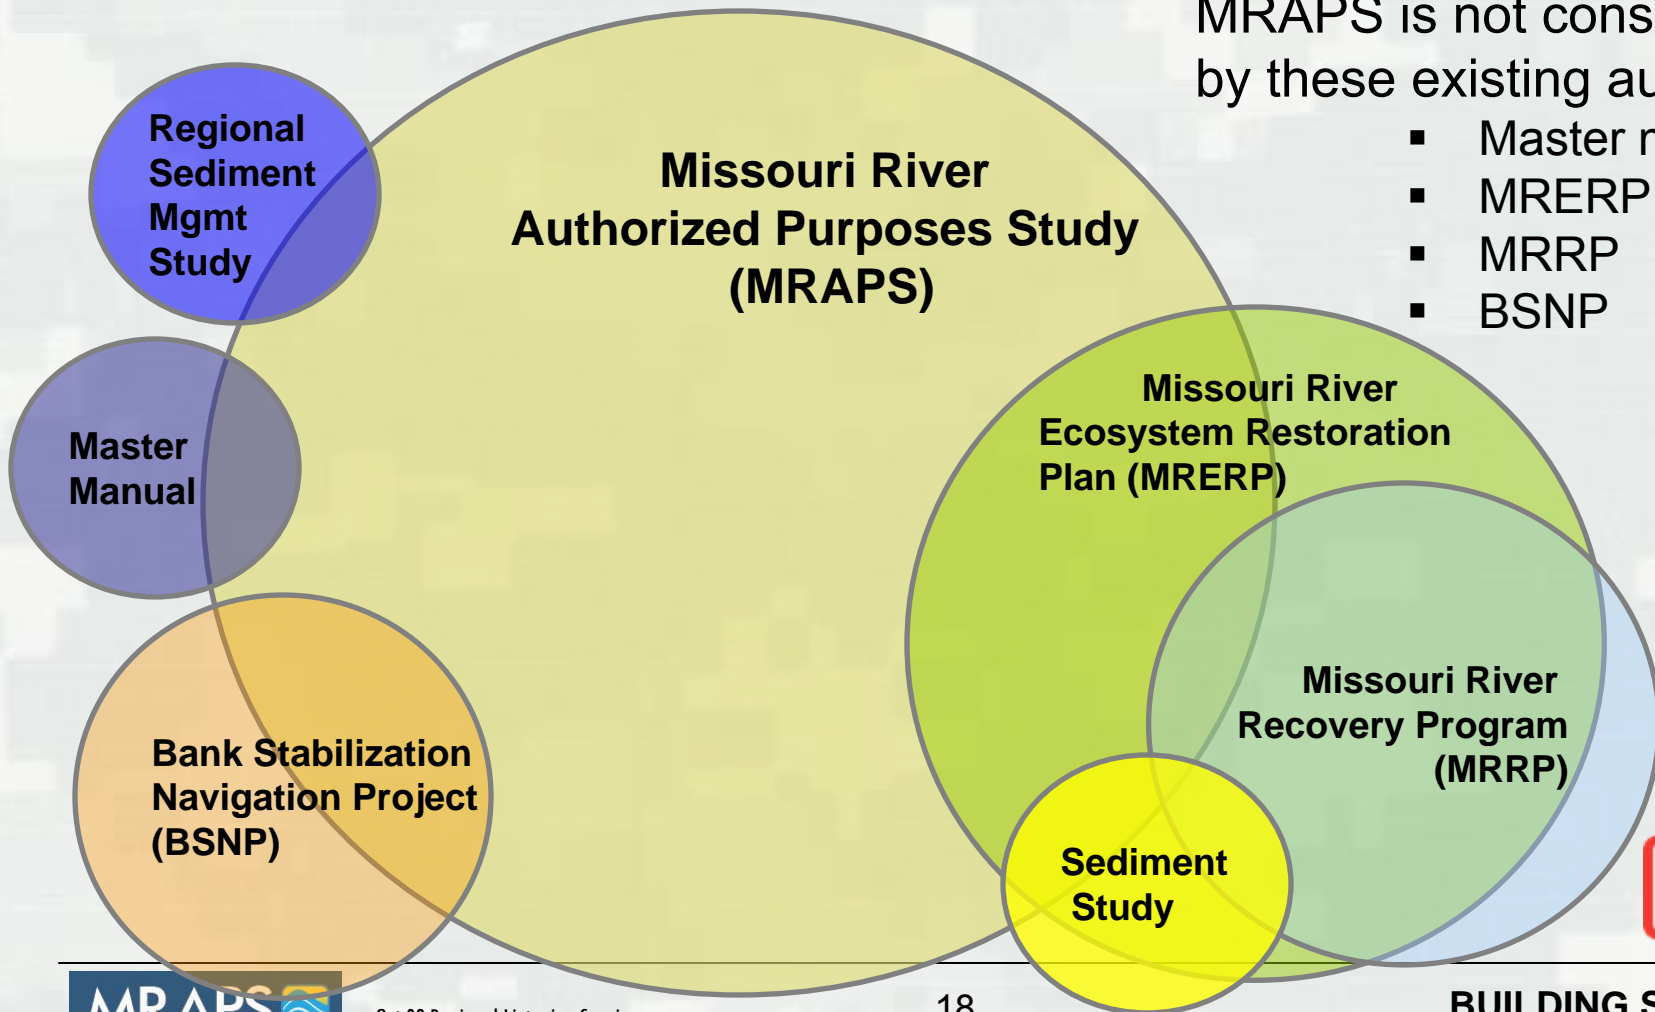 MRAPS is not cons
by these existing au
▪ Master
▪ MRERP
▪ MRRP
▪ BSNP
Regional
Sediment
Mgmt
Study
Missouri River
Authorized Purposes Study
(MRAPS)
Missouri River
Ecosystem Restoration
Plan (MRERP)
Master
Manual
Missouri River
Recovery Program
(MRRP)
Bank Stabilization
Navigation Project
(BSNP)
Sediment
Study
MRAPS
18
BUILDING S